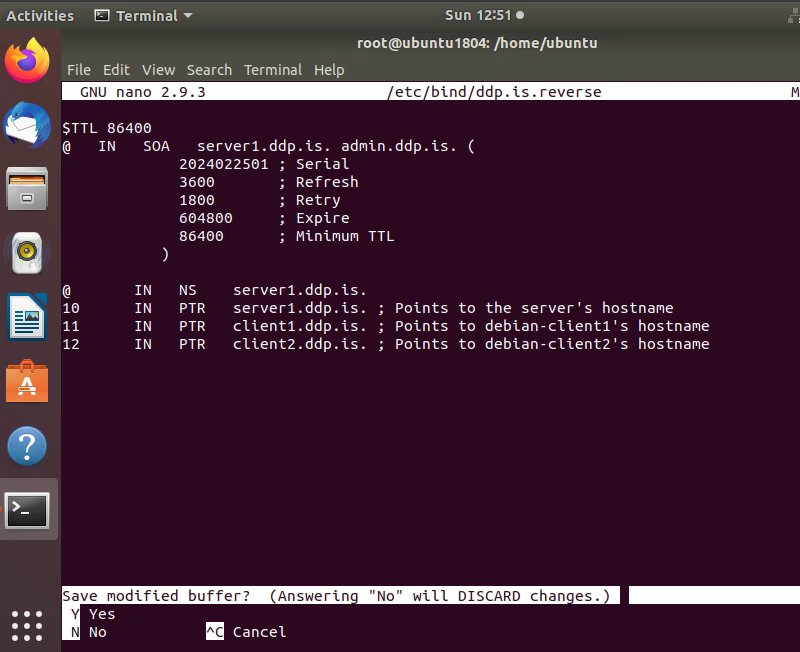 Activities Terminal Sun 12:51
root@ubuntu1804: /home/ubuntu
File Edit View Search Terminal Help
GNU nano 2.9.3 /etc/bind/ddp.is.reverse M
$TTL 86400
@ IN SOA server1.ddp.is. admin.ddp.is. (
2024022501 ; Serial
3600 ; Refresh
1800 ; Retry
604800 ; Expire
86400 ; Minimum TTL
)
@ IN NS server1.ddp.is.
10 IN PTR server1.ddp.is. ; Points to the server's hostname
11 IN PTR client1.ddp.is. ; Points to debian-client1's hostname
12 IN PTR client2.ddp.is. ; Points to debian-client2's hostname
Save modified buffer? (Answering "No" will DISCARD changes.)
Y Yes
N No ^C Cancel